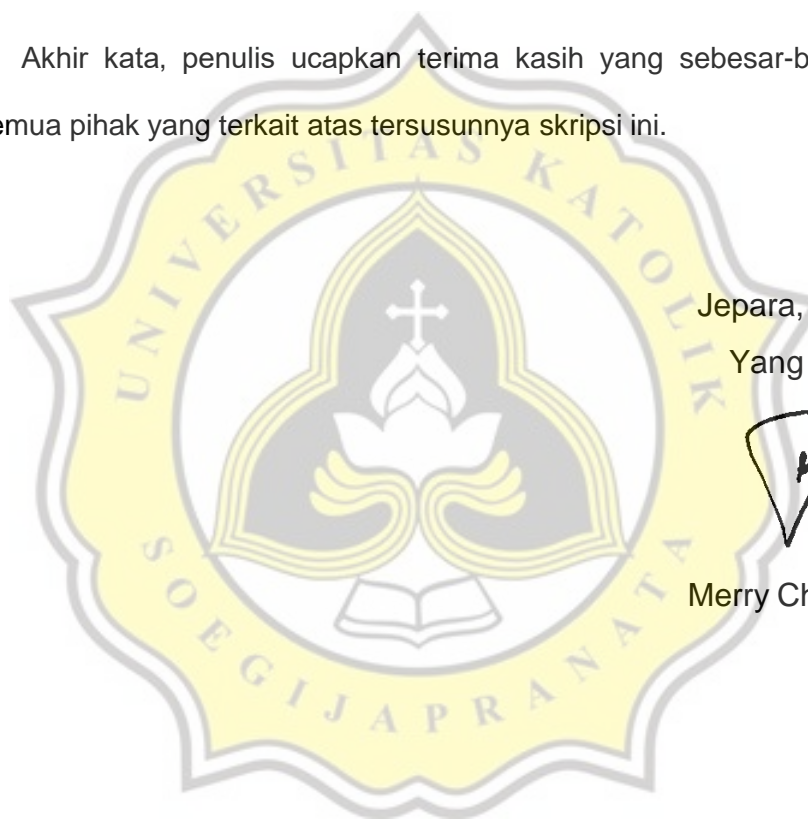 Akhir kata, penulis ucapkan terima kasih yang sebesar-b
emua pihak yang terkait atas tersusunnya skripsi ini.
UNIVERSITAS KATOLIK
Jepara,
Yang
Merry Ch
SOEGIJAPRANATA